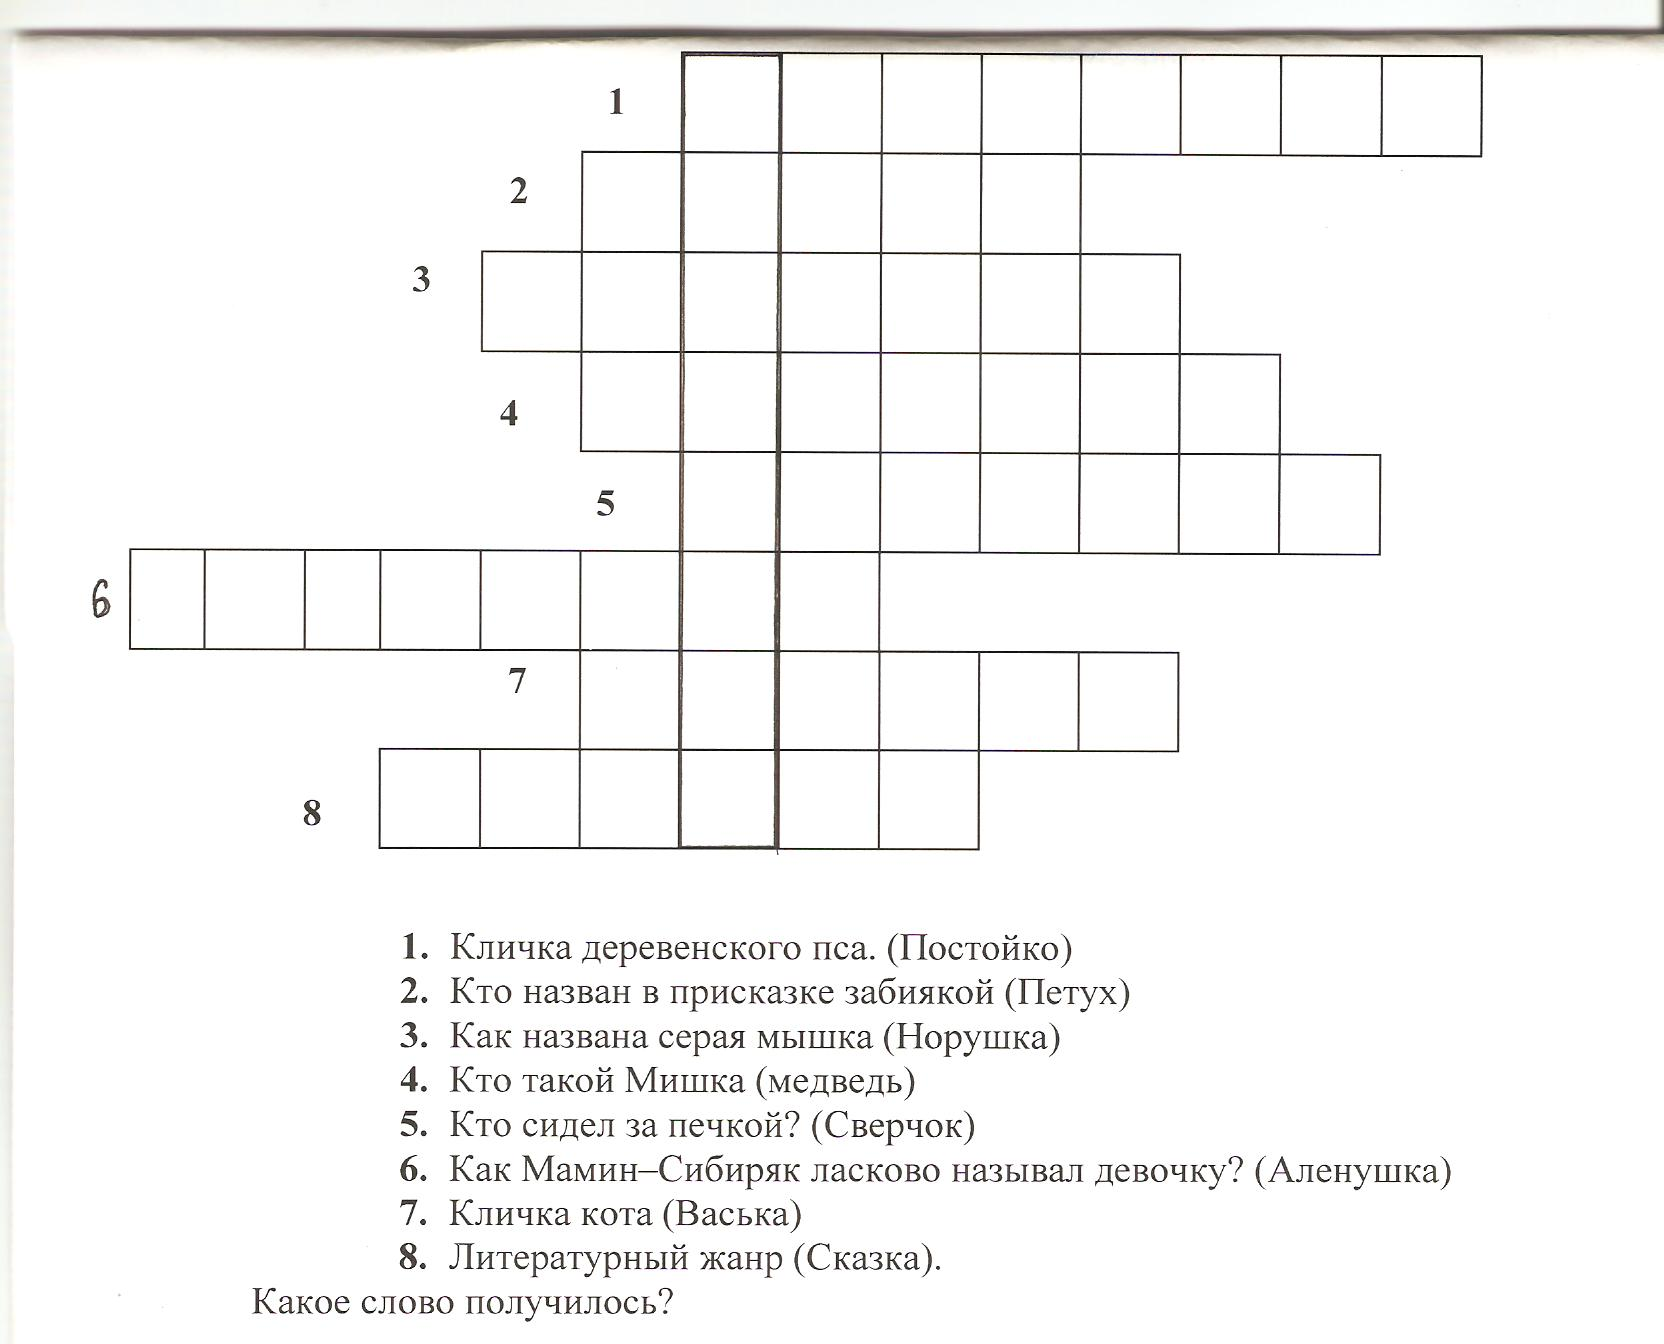 1
2
3
4
5
6
7
8
1. Кличка деревенского пса. (Постойко)
2. Кто назван в присказке забиякой (Петух)
3. Как названа серая мышка (Норушка)
4. Кто такой Мишка (медведь)
5. Кто сидел за печкой? (Сверчок)
6. Как Мамин–Сибиряк ласково называл девочку? (Аленушка)
7. Кличка кота (Васька)
8. Литературный жанр (Сказка).
Какое слово получилось?